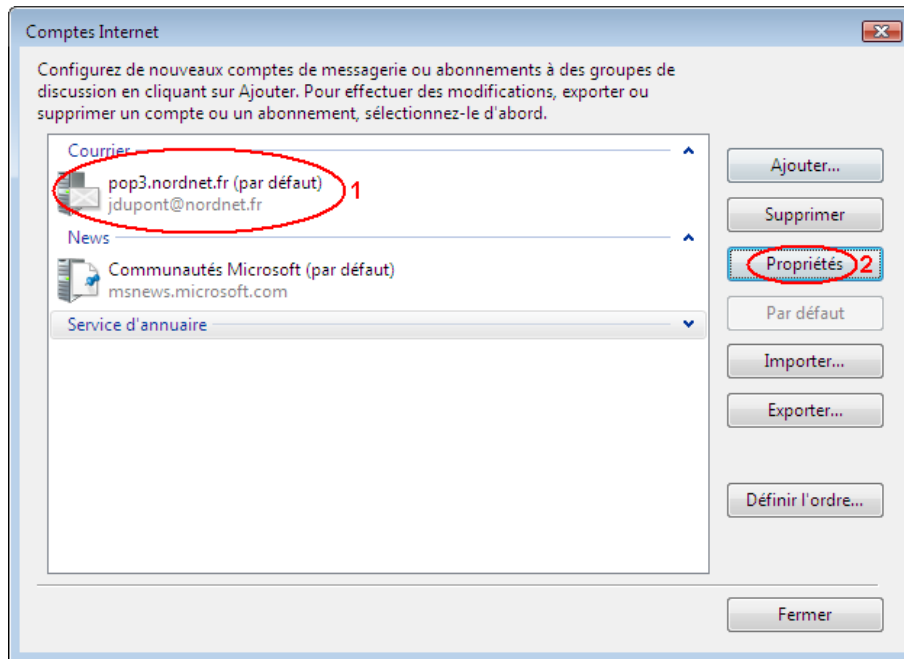 Comptes Internet
Configurez de nouveaux comptes de messagerie ou abonnements à des groupes de
discussion en cliquant sur Ajouter. Pour effectuer des modifications, exporter ou
supprimer un compte ou un abonnement, sélectionnez-le d'abord.
Courrier
pop3.nordnet.fr (par défaut)
1
jdupont@nordnet.fr
News
Communautés Microsoft (par défaut)
msnews.microsoft.com
Service d'annuaire
Ajouter...
Supprimer
Propriétés 2
Par défaut
Importer...
Exporter...
Définir l'ordre...
Fermer